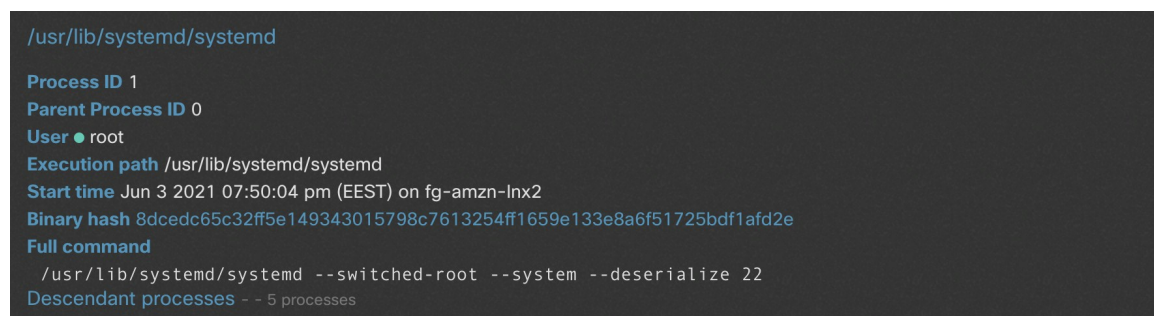 /usr/lib/systemd/systemd
Process ID 1
Parent Process ID 0
User root
Execution path /usr/lib/systemd/systemd
Start time Jun 3 2021 07:50:04 pm (EEST) on fg-amzn-lnx2
Binary hash 8dcedc65c32ff5e149343015798c7613254ff1659e133e8a6f51725bdf1afd2e
Full command
/usr/lib/systemd/systemd --switched-root --system --deserialize 22
Descendant processes - - 5 processes